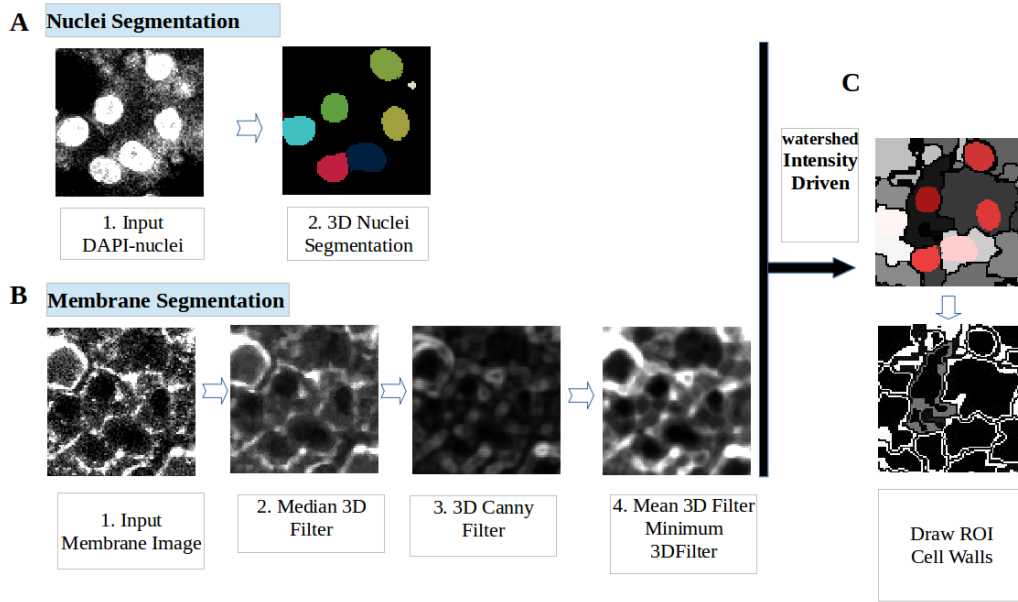 A
Nuclei Segmentation
1. Input
DAPI-nuclei
2. 3D Nuclei
Segmentation
B
Membrane Segmentation
1. Input
Membrane Image
2. Median 3D
Filter
3. 3D Canny
Filter
4. Mean 3D Filter
Minimum
3DFilter
C
watershed
Intensity
Driven
Draw ROI
Cell Walls